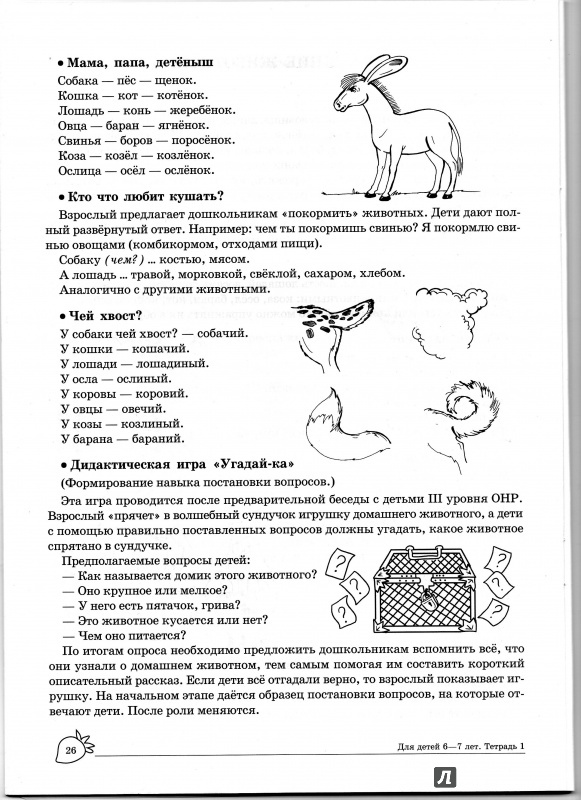 • Мама, папа, детёныш
Собака — пёс — щенок.
Кошка — кот — котёнок.
Лошадь — конь — жеребёнок.
Овца — баран — ягнёнок.
Свинья — боров — поросёнок.
Коза — козёл — козлёнок.
Ослица — осёл — ослёнок.
• Кто что любит кушать?
Взрослый предлагает дошкольникам «покормить» животных. Дети дают пол-
ный развёрнутый ответ. Например: чем ты покормишь свинью? Я покормлю сви-
нью овощами (комбикормом, отходами пищи).
Собаку (чем?) ... костью, мясом.
А лошадь ... травой, морковкой, свёклой, сахаром, хлебом.
Аналогично с другими животными.
• Чей хвост?
У собаки чей хвост? — собачий.
У кошки — кошачий.
У лошади — лошадиный.
У осла — ослиный.
У коровы — коровий.
У овцы — овечий.
У козы — козлиный.
У барана — бараний.
• Дидактическая игра «Угадай-ка»
(Формирование навыка постановки вопросов.)
Эта игра проводится после предварительной беседы с детьми III уровня ОНР.
Взрослый «прячет» в волшебный сундучок игрушку домашнего животного, а дети
с помощью правильно поставленных вопросов должны угадать, какое животное
спрятано в сундучке.
Предполагаемые вопросы детей:
— Как называется домик этого животного?
— Оно крупное или мелкое?
— У него есть пятачок, грива?
— Это животное кусается или нет?
— Чем оно питается?
? ? ? ? ?
По итогам опроса необходимо предложить дошкольникам вспомнить всё, что
они узнали о домашнем животном, тем самым помогая им составить короткий
описательный рассказ. Если дети всё отгадали верно, то взрослый показывает иг-
рушку. На начальном этапе даётся образец постановки вопросов, на которые от-
вечают дети. После роли меняются.
26
Для детей 6—7 лет. Тетрадь 1
Л